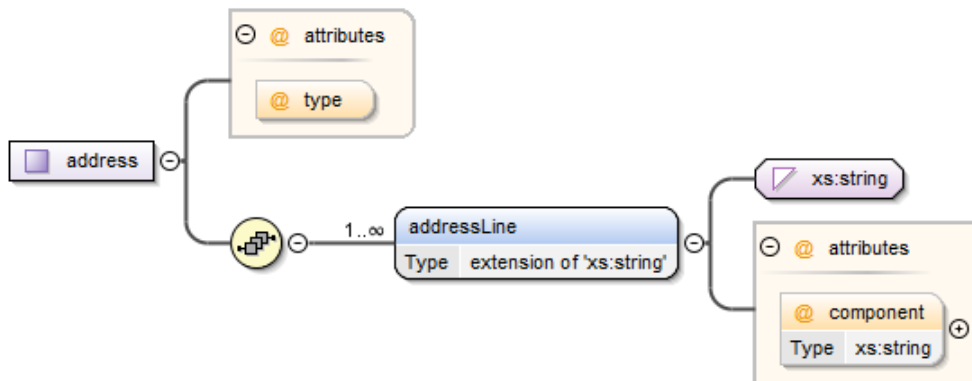 @ attributes
@ type
address
1..∞
addressLine
Type extension of 'xs:string'
xs:string
@ attributes
@ component
Type xs:string